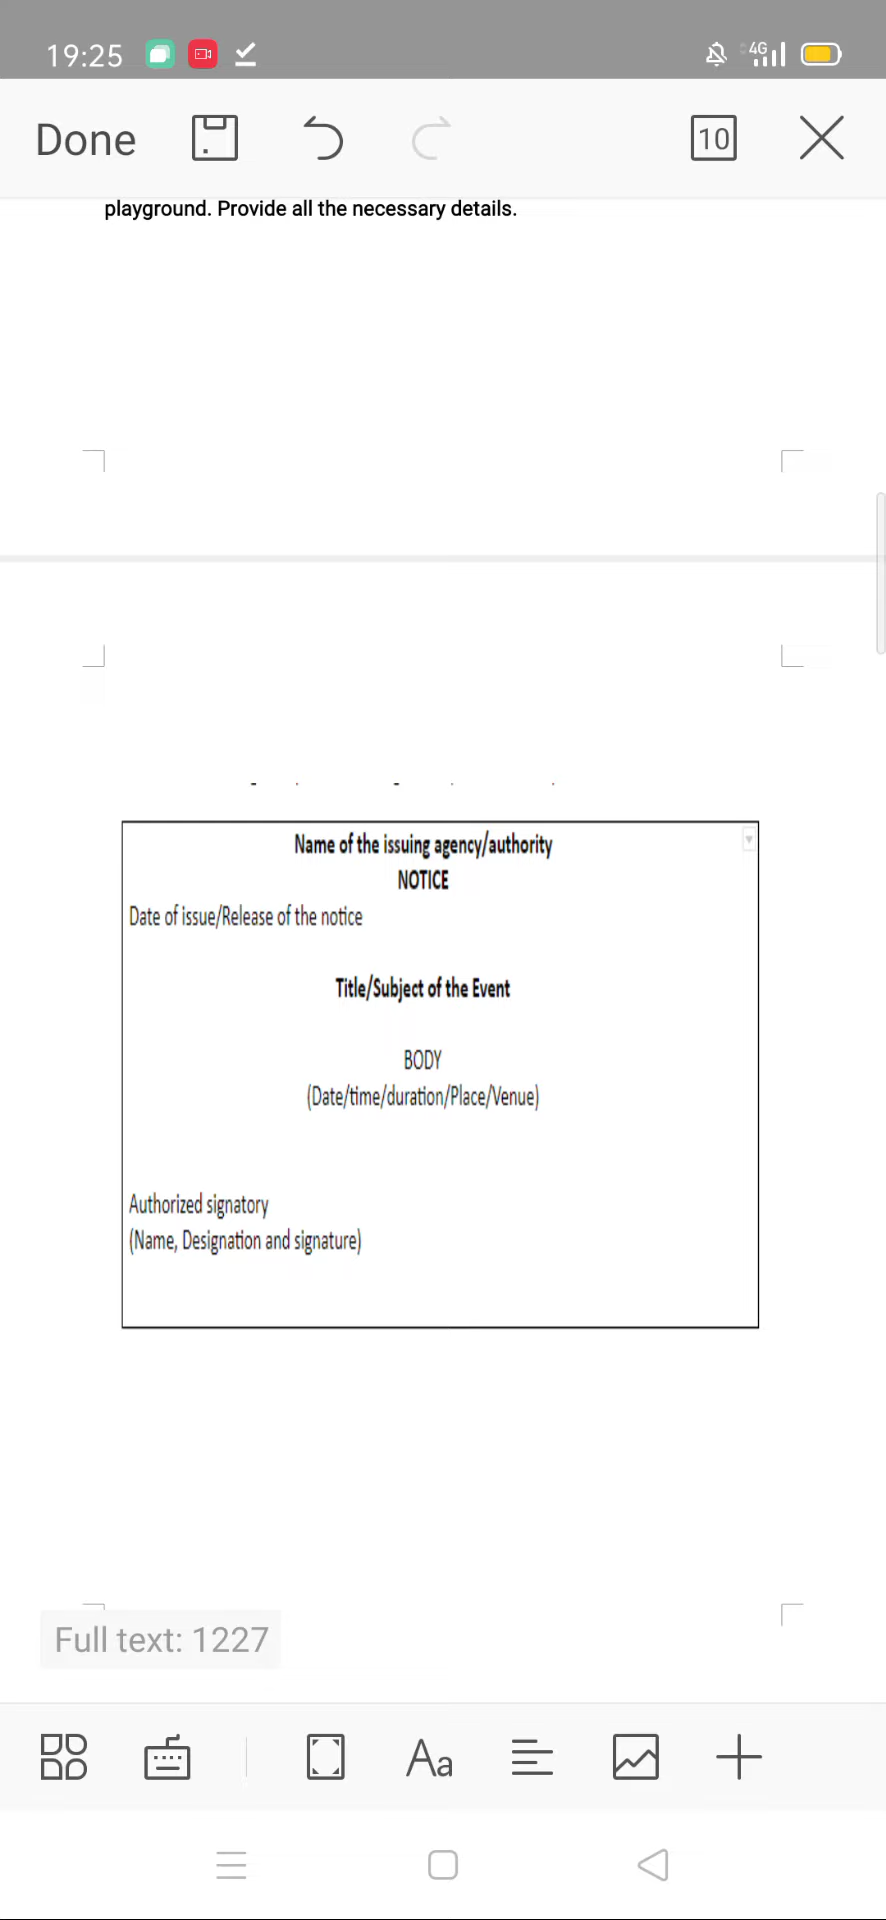 19:25
4G
Done
10
playground. Provide all the necessary details.
Name of the issuing agency/authority
NOTICE
Date of issue/Release of the notice
Title/Subject of the Event
BODY
(Date/time/duration/Place/Venue)
Authorized signatory
(Name, Designation and signature)
Full text: 1227
Aa